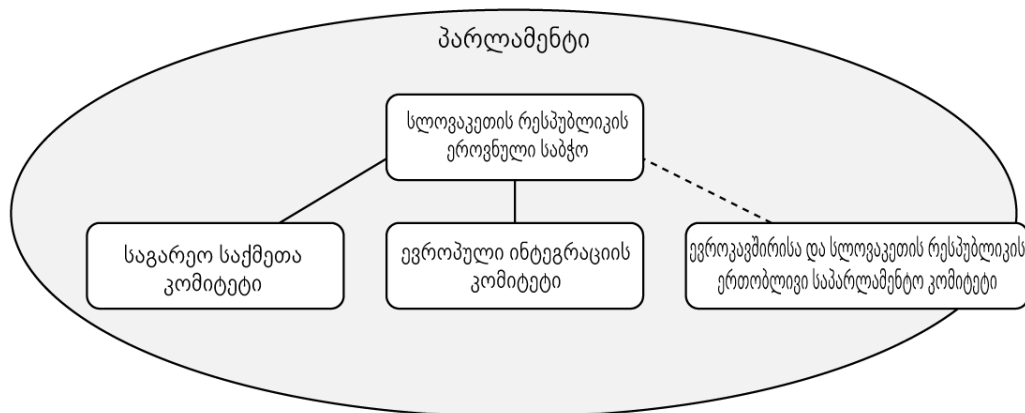 პარლამენტი
სლოვაკეთის რესპუბლიკის
ეროვნული საბჭო
საგარეო საქმეთა
კომიტეტი
ევროპული ინტეგრაციის
კომიტეტი
ევროკავშირისა და სლოვაკეთის რესპუბლიკის
ერთობლივი საპარლამენტო კომიტეტი